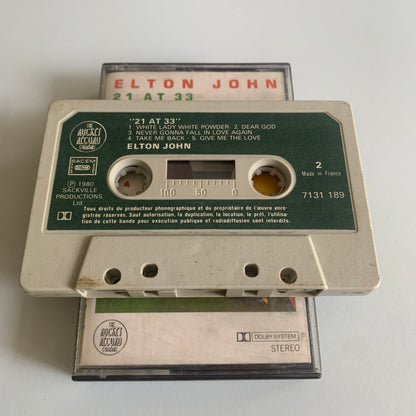 ELTON JOHN
21 AT 33
THE
ROCKET
RECORD
COMPANY
"21 AT 33"
1. WHITE LADY WHITE POWDER 2. DEAR GOD
3. NEVER GONNA FALL IN LOVE AGAIN
4. TAKE ME BACK - 5. GIVE ME THE LOVE
ELTON JOHN
SACEM
Ⓟ 1980
SACKVILLE
PRODUCTIONS
Ltd
100 50 0
2
Made in France
7131 189
Tous droits du producteur phonographique et du propriétaire de l'œuvre enre-
gistrée réservés. Sauf autorisation, la duplication, la location, le prêt, l'utilisa-
tion de cette bande pour exécution publique et radiodiffusion sont interdits.
THE
ROCKET
RECORD
COMPANY
DOLBY SYSTEM
STEREO